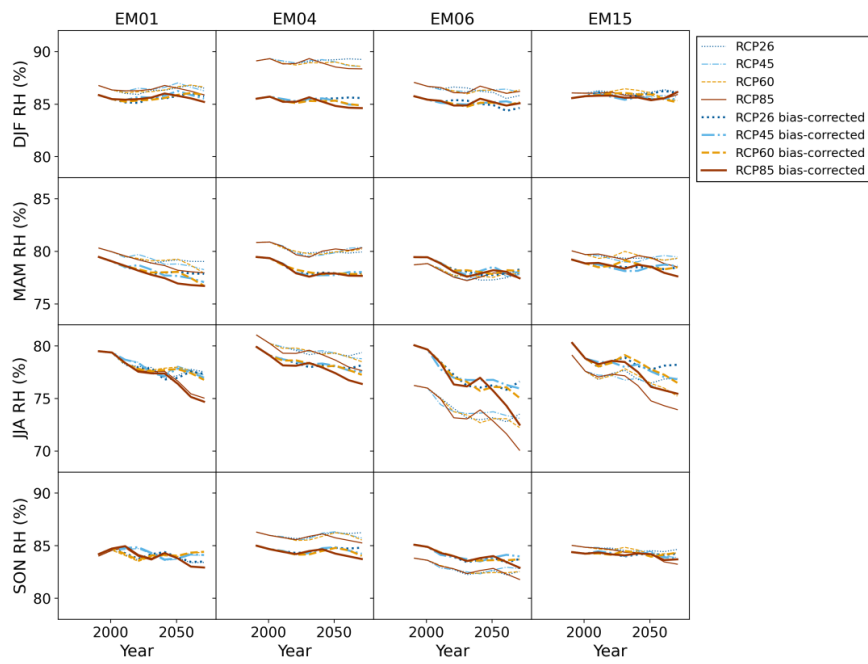 EM01 EM04 EM06 EM15
DJF RH (%)
90
85
80
RCP26
RCP45
RCP60
RCP85
RCP26 bias-corrected
RCP45 bias-corrected
RCP60 bias-corrected
RCP85 bias-corrected
MAM RH (%)
85
80
75
JJA RH (%)
80
75
70
SON RH (%)
90
85
80
2000 2050 2000 2050 2000 2050 2000 2050
Year Year Year Year